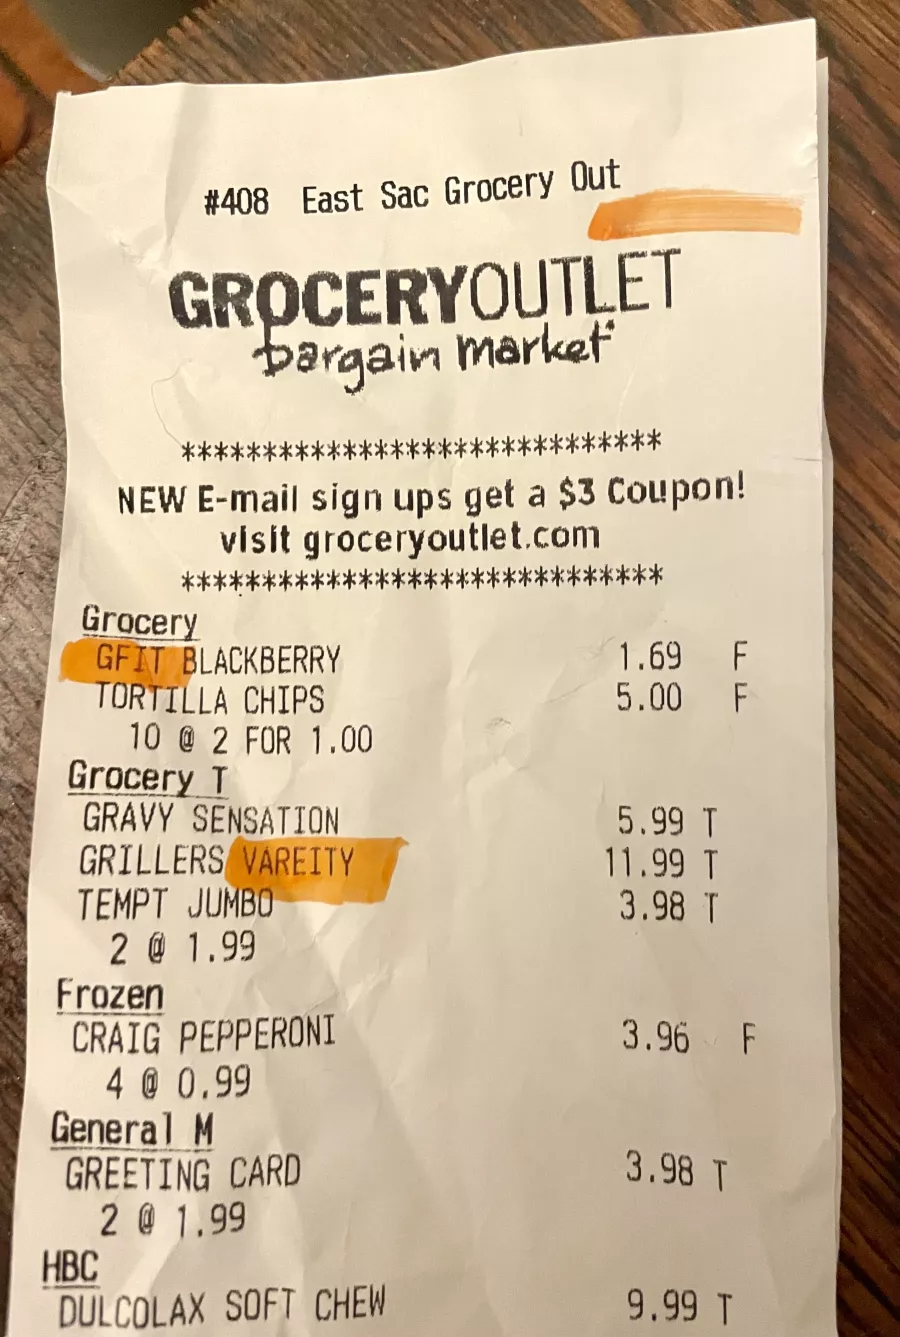 #408 East Sac Grocery Out
GROCERYOUTLET
bargain market
******************************
NEW E-mail sign ups get a $3 Coupon!
visit groceryoutlet.com
******************************
Grocery
GFIT BLACKBERRY 1.69 F
TORTILLA CHIPS 5.00 F
10 @ 2 FOR 1.00
Grocery T
GRAVY SENSATION 5.99 T
GRILLERS VAREITY 11.99 T
TEMPT JUMBO 3.98 T
2 @ 1.99
Frozen
CRAIG PEPPERONI 3.96 F
4 @ 0.99
General M
GREETING CARD 3.98 T
2 @ 1.99
HBC
DULCOLAX SOFT CHEW 9.99 T